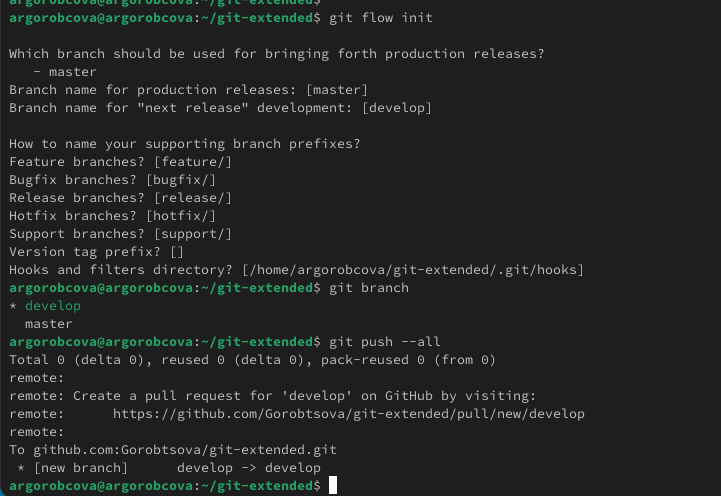 argorobcova@argorobcova:~/git-extended$
argorobcova@argorobcova:~/git-extended$ git flow init

Which branch should be used for bringing forth production releases?
   - master
Branch name for production releases: [master]
Branch name for "next release" development: [develop]

How to name your supporting branch prefixes?
Feature branches? [feature/]
Bugfix branches? [bugfix/]
Release branches? [release/]
Hotfix branches? [hotfix/]
Support branches? [support/]
Version tag prefix? []
Hooks and filters directory? [/home/argorobcova/git-extended/.git/hooks]
argorobcova@argorobcova:~/git-extended$ git branch
* develop
  master
argorobcova@argorobcova:~/git-extended$ git push --all
Total 0 (delta 0), reused 0 (delta 0), pack-reused 0 (from 0)
remote:
remote: Create a pull request for 'develop' on GitHub by visiting:
remote:      https://github.com/Gorobtsova/git-extended/pull/new/develop
remote:
To github.com:Gorobtsova/git-extended.git
 * [new branch]      develop -> develop
argorobcova@argorobcova:~/git-extended$